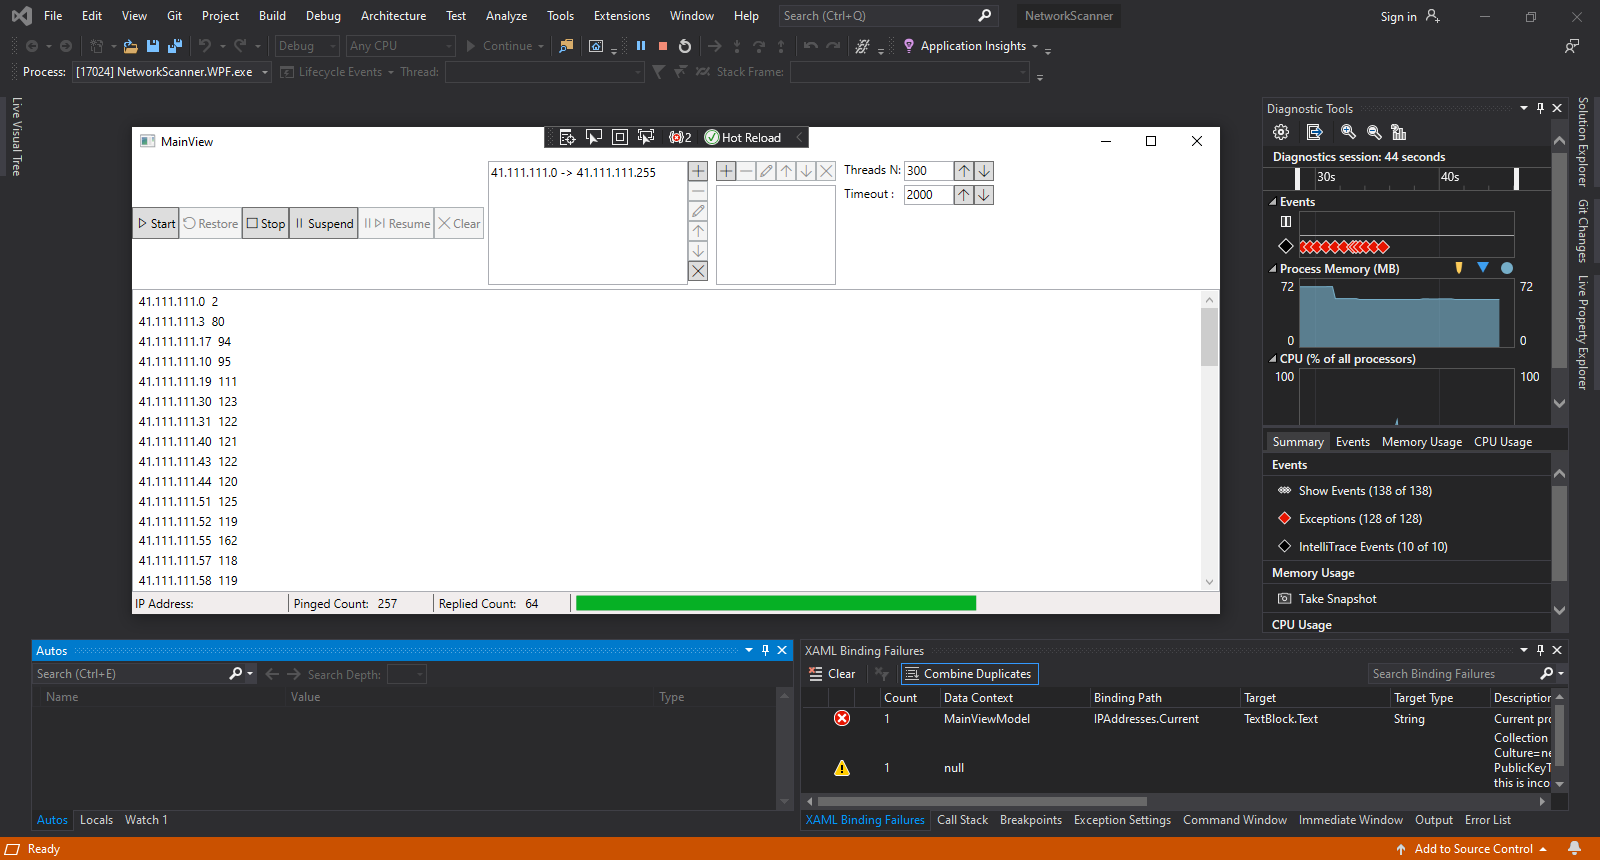 File Edit View Git Project Build Debug Architecture Test Analyze Tools Extensions Window Help Search (Ctrl+Q) NetworkScanner Sign in
Debug Any CPU Continue Application Insights
Process: [17024] NetworkScanner.WPF.exe Lifecycle Events Thread: Stack Frame:
Live Visual Tree
MainView
2 Hot Reload
41.111.111.0 -> 41.111.111.255
Threads N: 300
Timeout : 2000
Start Restore Stop Suspend Resume Clear
41.111.111.0 2
41.111.111.3 80
41.111.111.17 94
41.111.111.10 95
41.111.111.19 111
41.111.111.30 123
41.111.111.31 122
41.111.111.40 121
41.111.111.43 122
41.111.111.44 120
41.111.111.51 125
41.111.111.52 119
41.111.111.55 162
41.111.111.57 118
41.111.111.58 119
IP Address: Pinged Count: 257 Replied Count: 64
Diagnostic Tools
Diagnostics session: 44 seconds
30s 40s
Events
Process Memory (MB)
72 72
0 0
CPU (% of all processors)
100 100
Summary Events Memory Usage CPU Usage
Events
Show Events (138 of 138)
Exceptions (128 of 128)
IntelliTrace Events (10 of 10)
Memory Usage
Take Snapshot
CPU Usage
Solution Explorer
Git Changes
Live Property Explorer
Autos
Search (Ctrl+E) Search Depth:
Name Value Type
Autos Locals Watch 1
XAML Binding Failures
Clear Combine Duplicates Search Binding Failures
Count Data Context Binding Path Target Target Type Description
1 MainViewModel IPAddresses.Current TextBlock.Text String Current pro
Collection
Culture=ne
1 null PublicKeyT
this is inco
XAML Binding Failures Call Stack Breakpoints Exception Settings Command Window Immediate Window Output Error List
Ready Add to Source Control